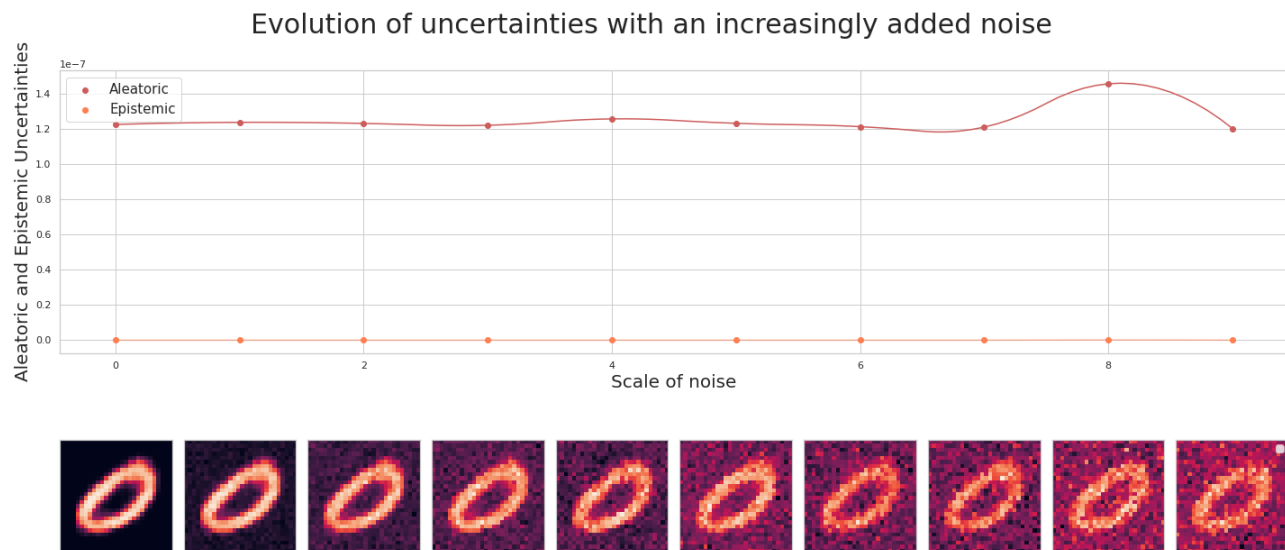 Evolution of uncertainties with an increasingly added noise
1e−7
Aleatoric
Epistemic
Aleatoric and Epistemic Uncertainties
1.4
1.2
1.0
0.8
0.6
0.4
0.2
0.0
0 2 4 6 8
Scale of noise